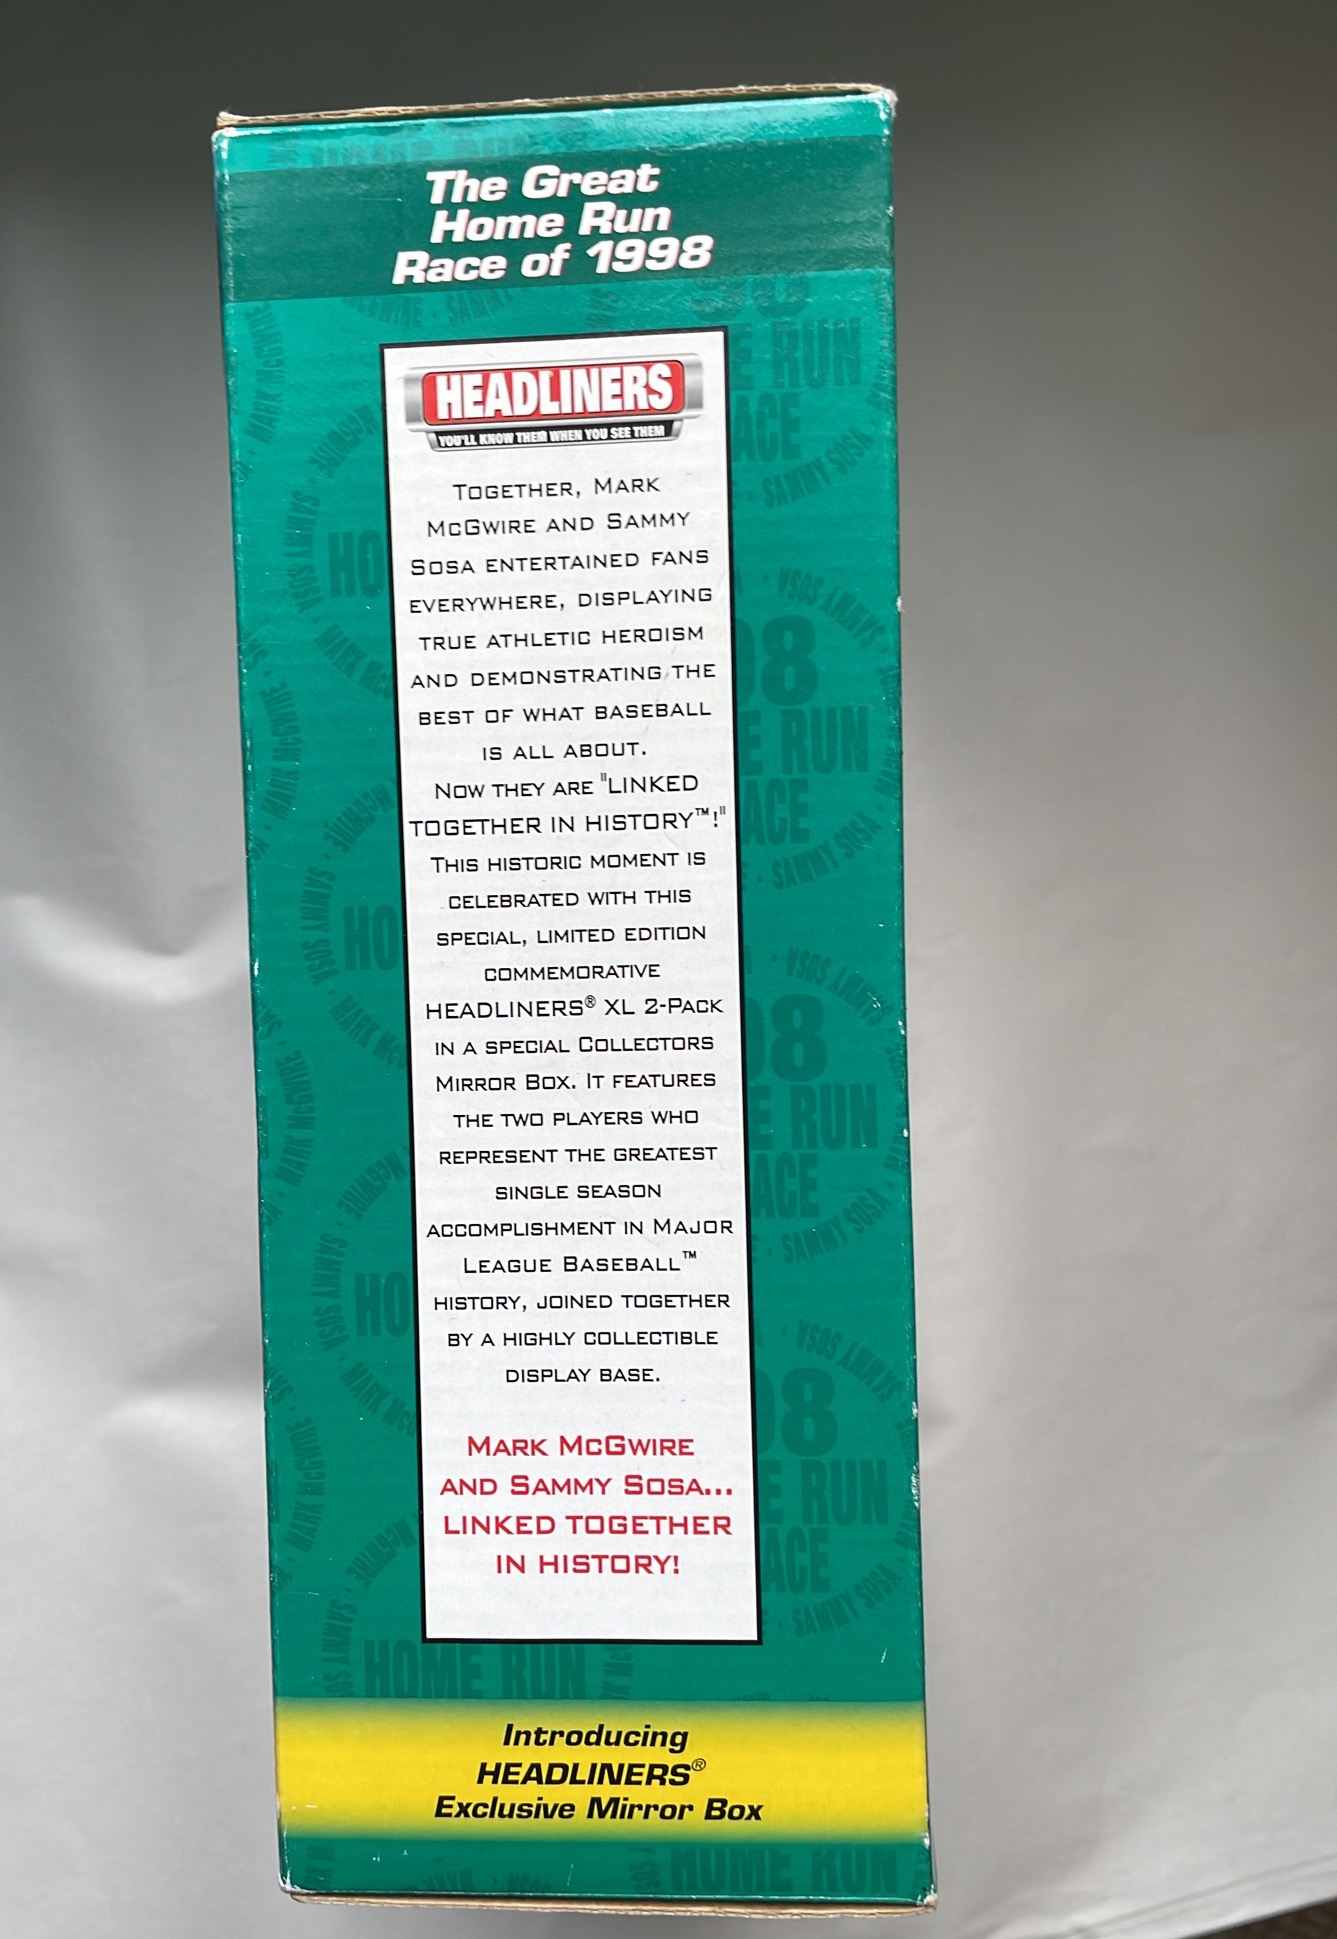 The Great
Home Run
Race of 1998
HEADLINERS
YOU'LL KNOW THEM WHEN YOU SEE THEM
TOGETHER, MARK
MCGWIRE AND SAMMY
SOSA ENTERTAINED FANS
EVERYWHERE, DISPLAYING
TRUE ATHLETIC HEROISM
AND DEMONSTRATING THE
BEST OF WHAT BASEBALL
IS ALL ABOUT.
NOW THEY ARE "LINKED
TOGETHER IN HISTORY™!"
THIS HISTORIC MOMENT IS
CELEBRATED WITH THIS
SPECIAL, LIMITED EDITION
COMMEMORATIVE
HEADLINERS® XL 2-PACK
IN A SPECIAL COLLECTORS
MIRROR BOX. IT FEATURES
THE TWO PLAYERS WHO
REPRESENT THE GREATEST
SINGLE SEASON
ACCOMPLISHMENT IN MAJOR
LEAGUE BASEBALL™
HISTORY, JOINED TOGETHER
BY A HIGHLY COLLECTIBLE
DISPLAY BASE.
MARK MCGWIRE
AND SAMMY SOSA...
LINKED TOGETHER
IN HISTORY!
HOME RUN
Introducing
HEADLINERS®
Exclusive Mirror Box
HOME RUN